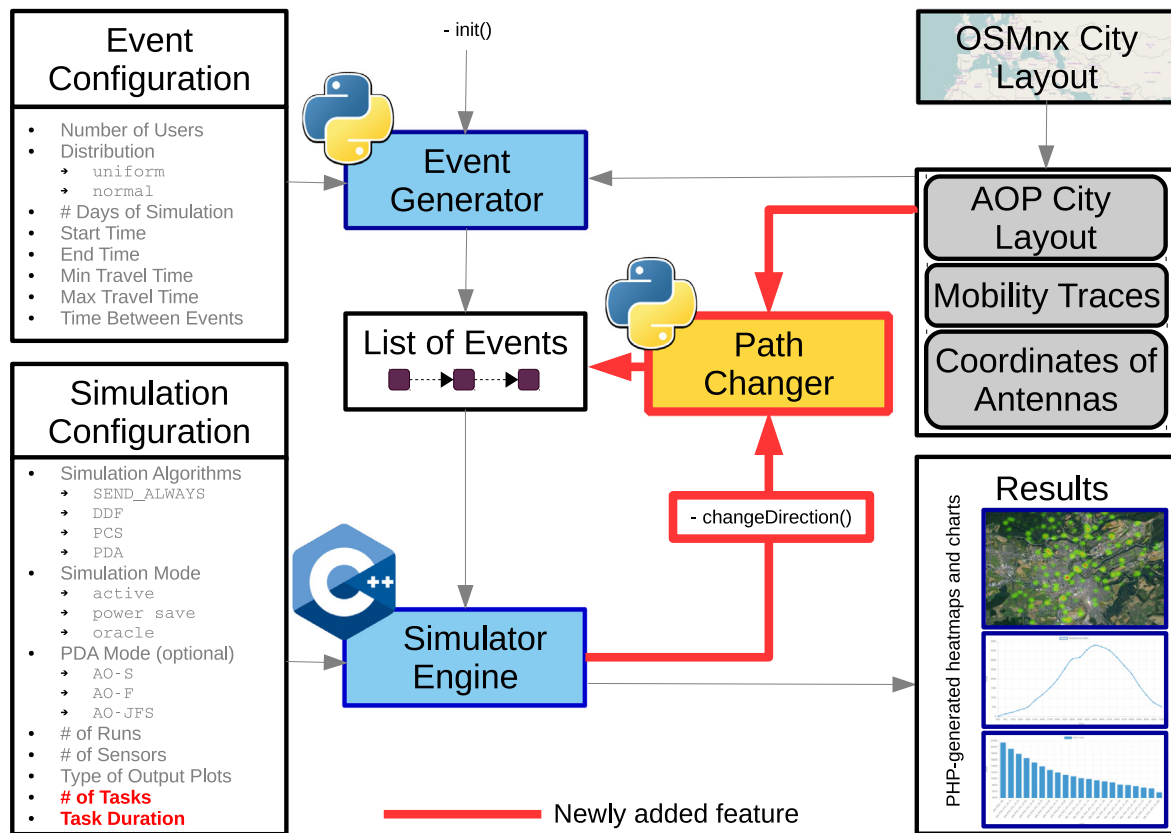 Event
Configuration
• Number of Users
• Distribution
➔ uniform
➔ normal
• # Days of Simulation
• Start Time
• End Time
• Min Travel Time
• Max Travel Time
• Time Between Events
Simulation
Configuration
• Simulation Algorithms
➔ SEND_ALWAYS
➔ DDF
➔ PCS
➔ PDA
• Simulation Mode
➔ active
➔ power save
➔ oracle
• PDA Mode (optional)
➔ AO-S
➔ AO-F
➔ AO-JFS
• # of Runs
• # of Sensors
• Type of Output Plots
• # of Tasks
• Task Duration
- init()
Event
Generator
List of Events
Path
Changer
- changeDirection()
C++
Simulator
Engine
OSMnx City
Layout
AOP City
Layout
Mobility Traces
Coordinates of
Antennas
Results
PHP-generated heatmaps and charts
Newly added feature